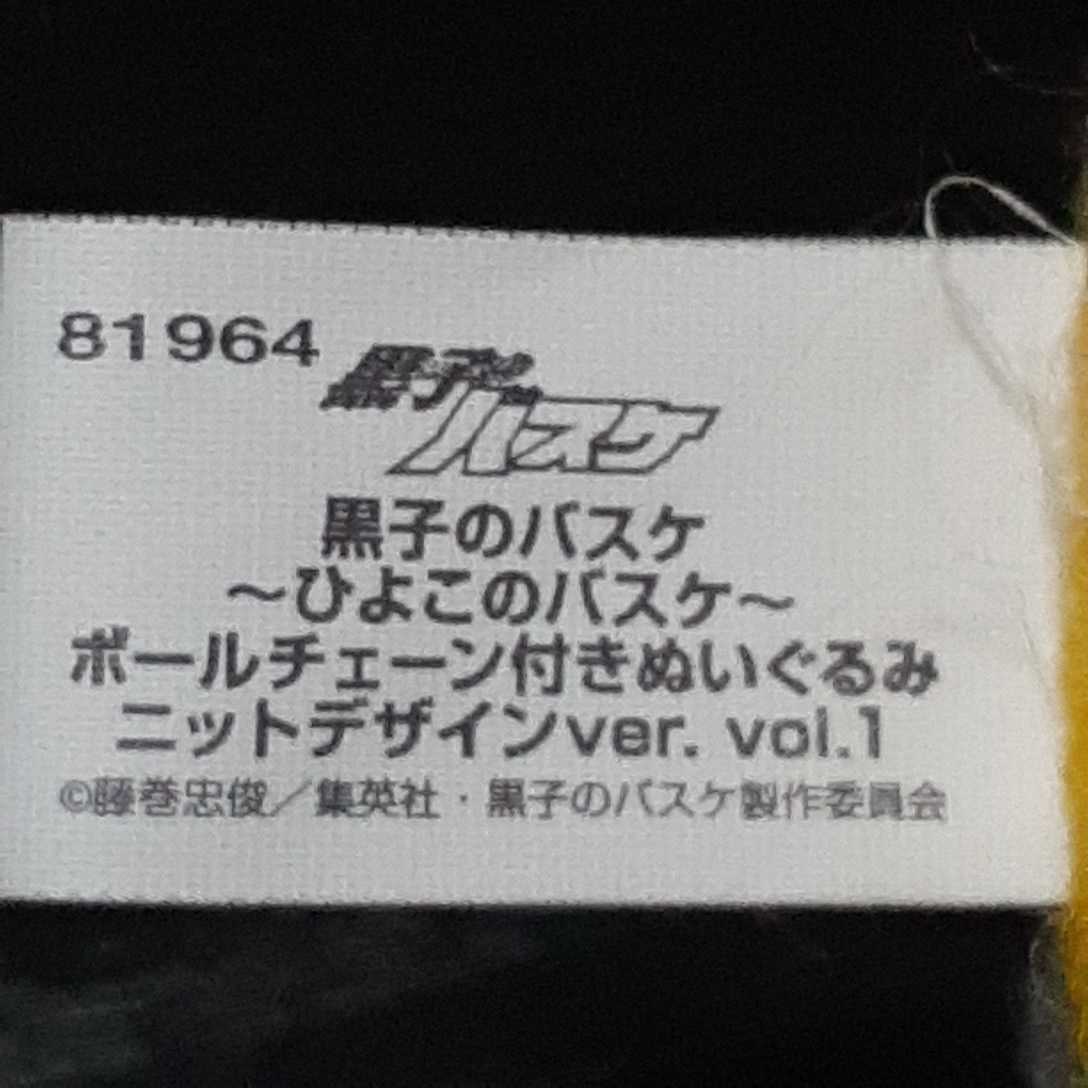 81964
黒子の
バスケ
黒子のバスケ
～ひよこのバスケ～
ボールチェーン付きぬいぐるみ
ニットデザインver. vol.1
©藤巻忠俊／集英社・黒子のバスケ製作委員会